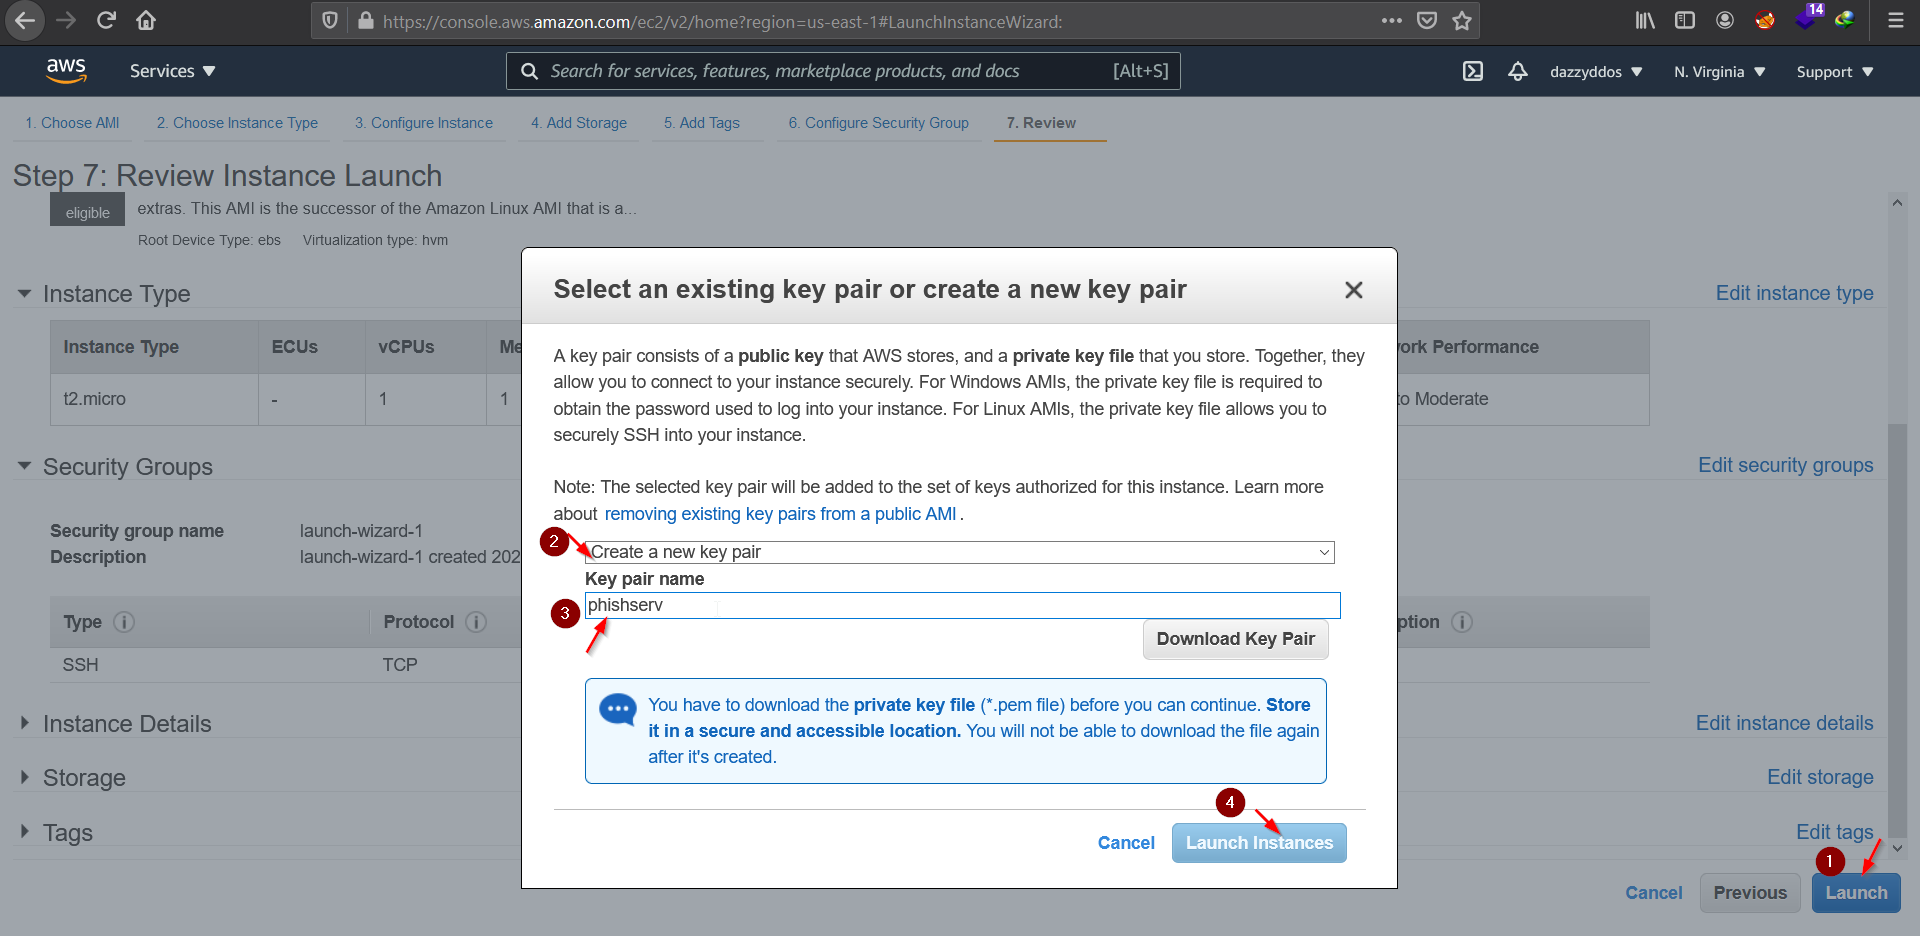 https://console.aws.amazon.com/ec2/v2/home?region=us-east-1#LaunchInstanceWizard:
14
aws
Services
Search for services, features, marketplace products, and docs
[Alt+S]
dazzyddos
N. Virginia
Support
1. Choose AMI
2. Choose Instance Type
3. Configure Instance
4. Add Storage
5. Add Tags
6. Configure Security Group
7. Review
Step 7: Review Instance Launch
eligible
extras. This AMI is the successor of the Amazon Linux AMI that is a...
Root Device Type: ebs
Virtualization type: hvm
Instance Type
Edit instance type
Instance Type
ECUs
vCPUs
Me
ork Performance
t2.micro
-
1
1
to Moderate
Security Groups
Edit security groups
Security group name
launch-wizard-1
Description
launch-wizard-1 created 202
Type
Protocol
ption
SSH
TCP
Instance Details
Edit instance details
Storage
Edit storage
Tags
Edit tags
Select an existing key pair or create a new key pair
A key pair consists of a public key that AWS stores, and a private key file that you store. Together, they
allow you to connect to your instance securely. For Windows AMIs, the private key file is required to
obtain the password used to log into your instance. For Linux AMIs, the private key file allows you to
securely SSH into your instance.
Note: The selected key pair will be added to the set of keys authorized for this instance. Learn more
about removing existing key pairs from a public AMI .
2
Create a new key pair
Key pair name
3
phishserv
Download Key Pair
You have to download the private key file (*.pem file) before you can continue. Store
it in a secure and accessible location. You will not be able to download the file again
after it's created.
4
Cancel
Launch Instances
1
Cancel
Previous
Launch